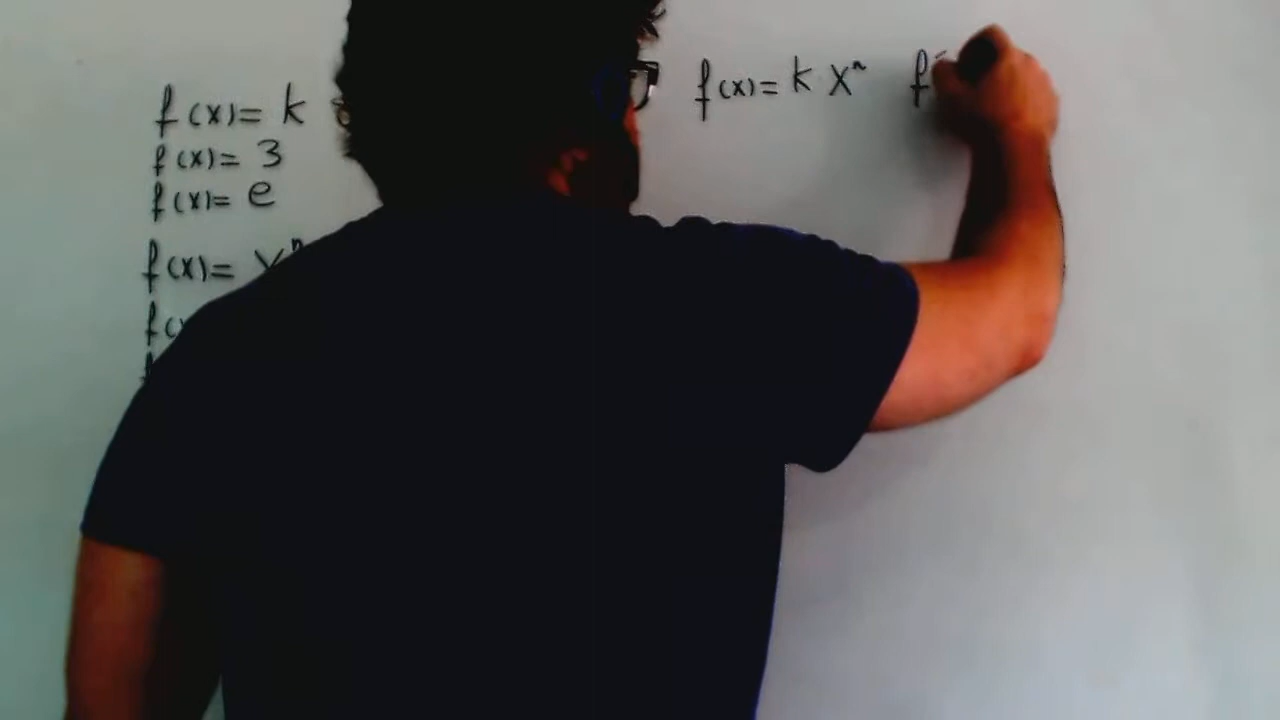 f(x)= k
f(x)= 3
f(x)= e
f(x)= x^n
f(x)= k x^n f'